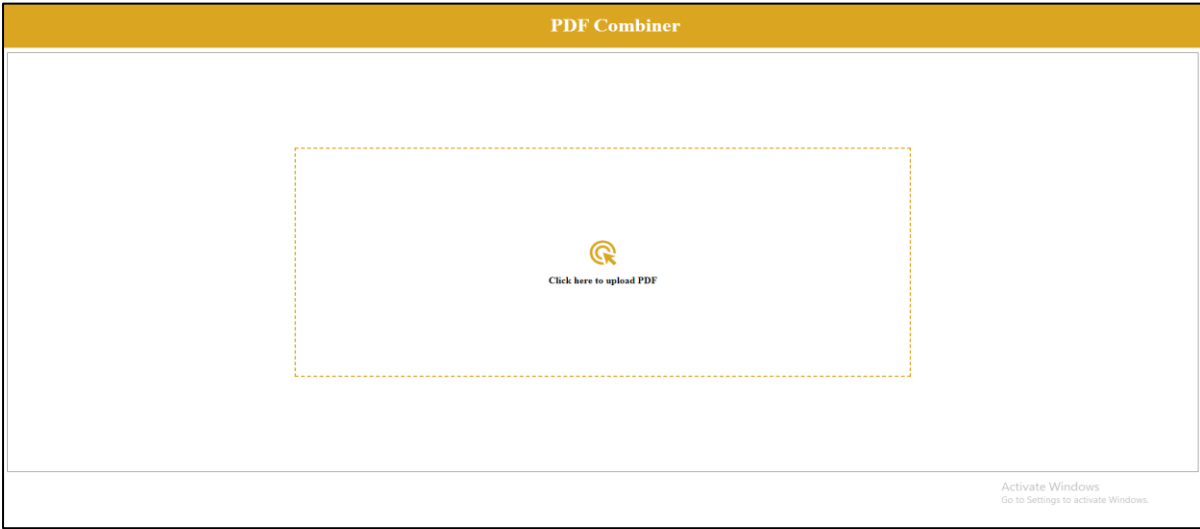 PDF Combiner
Click here to upload PDF
Activate Windows
Go to Settings to activate Windows.